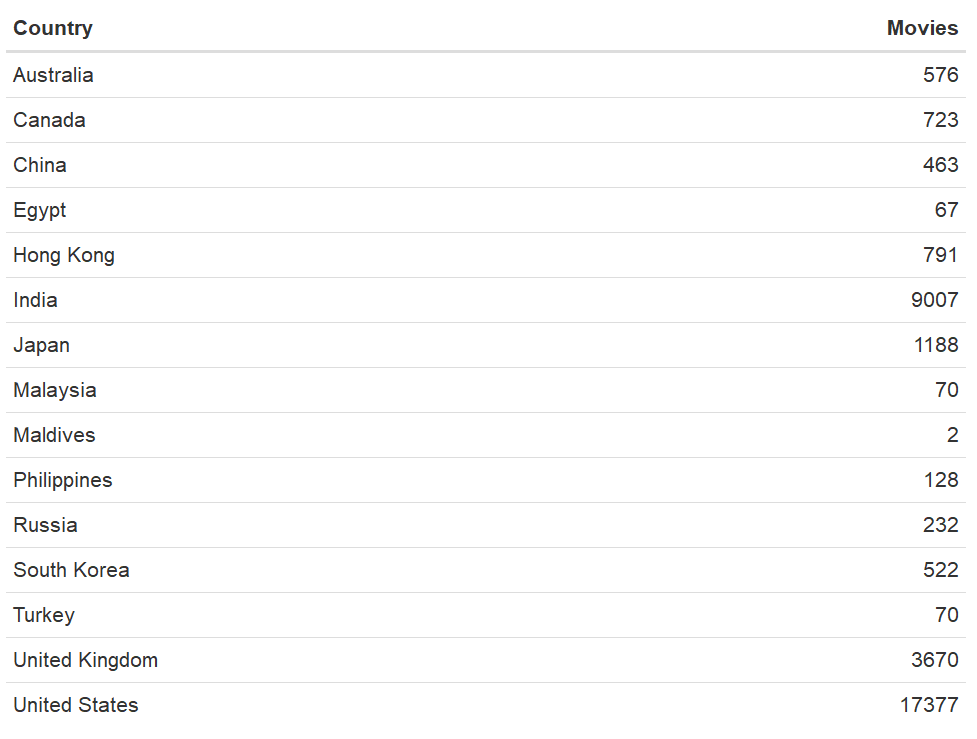 Country Movies
Australia 576
Canada 723
China 463
Egypt 67
Hong Kong 791
India 9007
Japan 1188
Malaysia 70
Maldives 2
Philippines 128
Russia 232
South Korea 522
Turkey 70
United Kingdom 3670
United States 17377